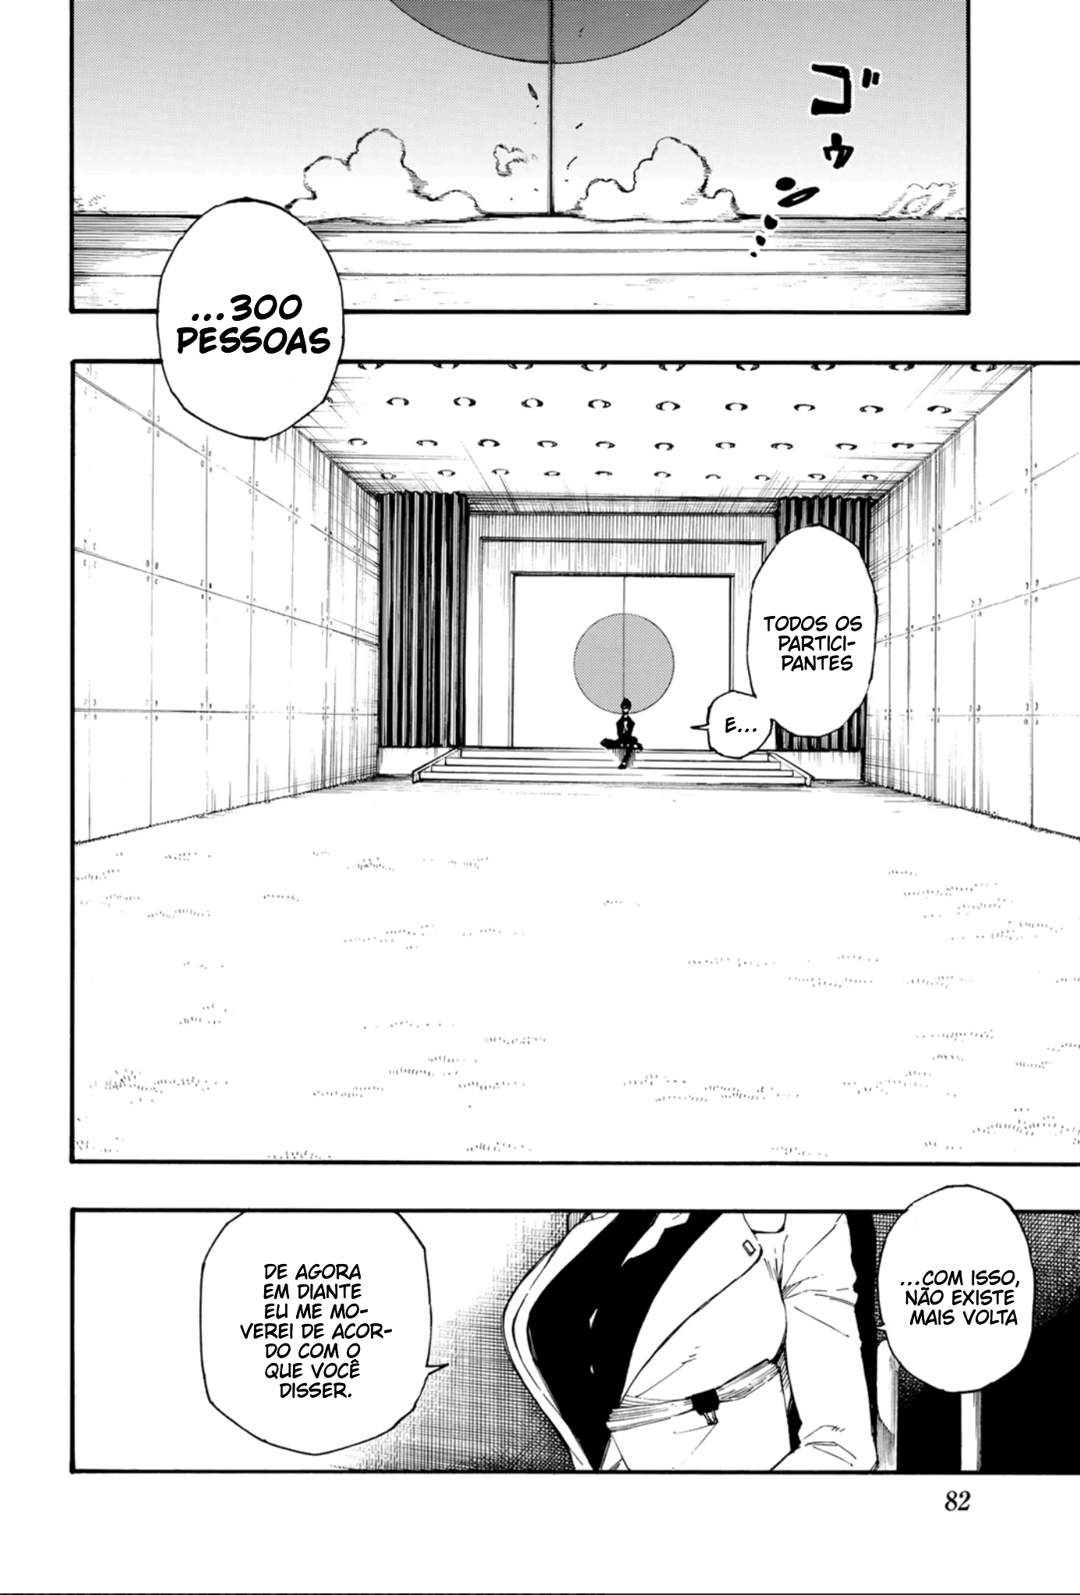 ゴゥン
...300
PESSOAS
TODOS OS
PARTICI-
PANTES
E...
...COM ISSO,
NÃO EXISTE
MAIS VOLTA
DE AGORA
EM DIANTE
EU ME MO-
VEREI DE ACOR-
DO COM O
QUE VOCÊ
DISSER.
82